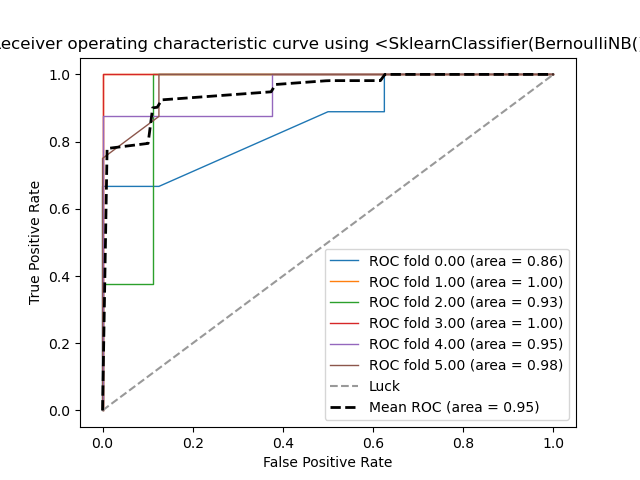 eceiver operating characteristic curve using <SklearnClassifier(BernoulliNB()
True Positive Rate
1.0
0.8
0.6
0.4
0.2
0.0
ROC fold 0.00 (area = 0.86)
ROC fold 1.00 (area = 1.00)
ROC fold 2.00 (area = 0.93)
ROC fold 3.00 (area = 1.00)
ROC fold 4.00 (area = 0.95)
ROC fold 5.00 (area = 0.98)
Luck
Mean ROC (area = 0.95)
0.0 0.2 0.4 0.6 0.8 1.0
False Positive Rate